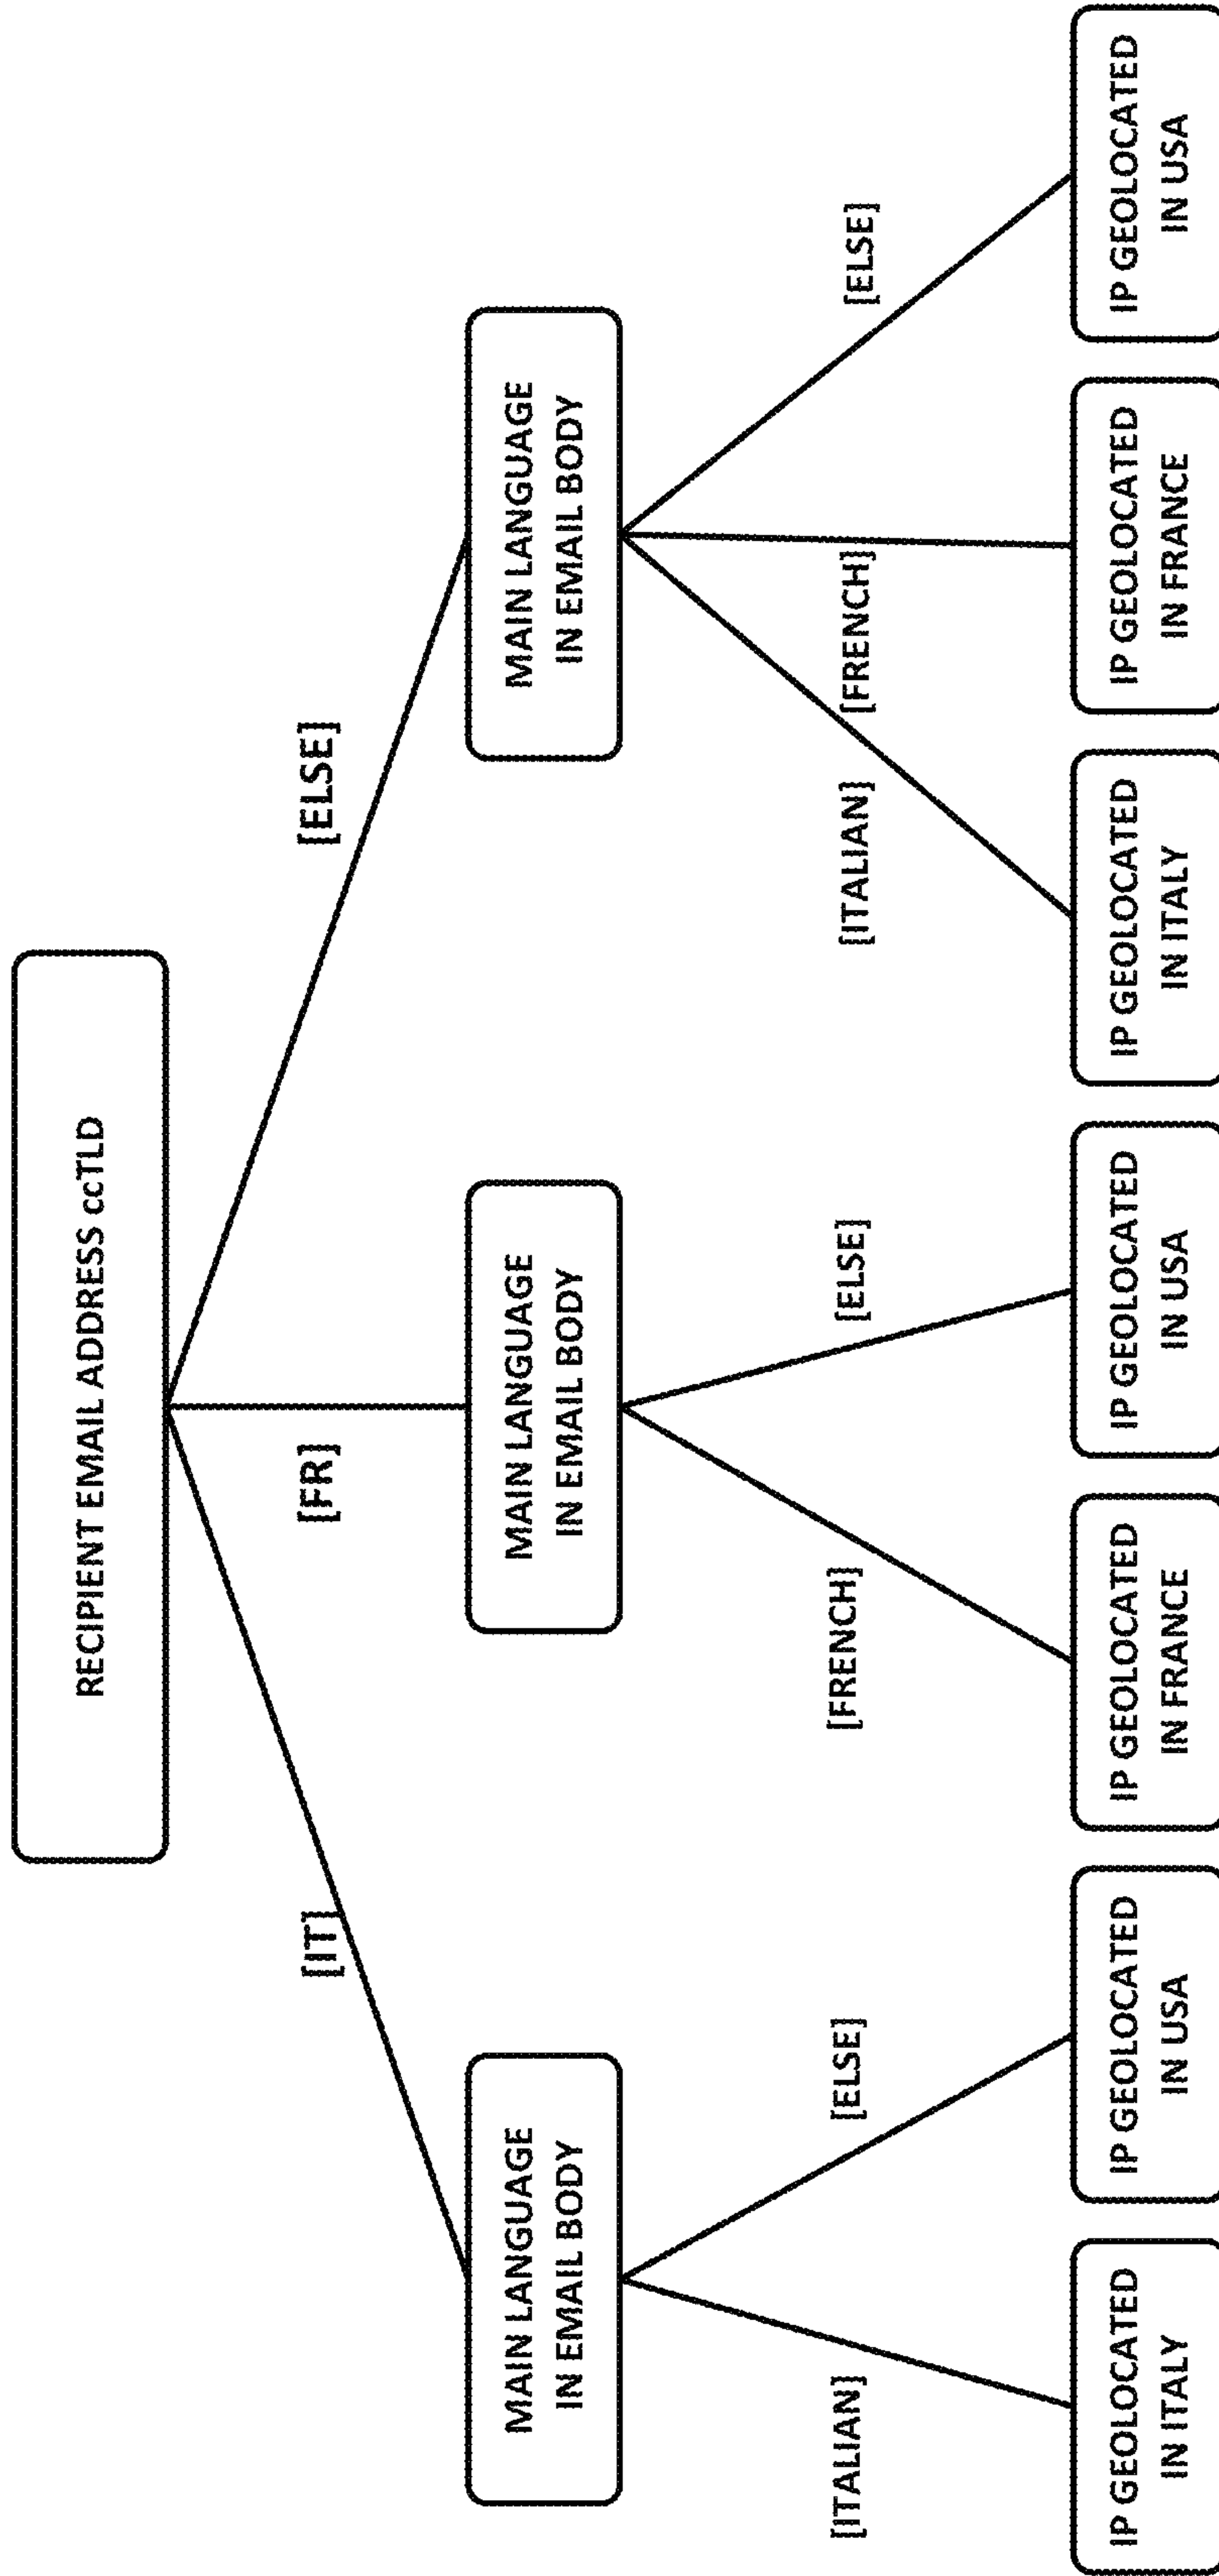 RECIPIENT EMAIL ADDRESS ccTLD
[IT]
[FR]
[ELSE]
MAIN LANGUAGE
IN EMAIL BODY
MAIN LANGUAGE
IN EMAIL BODY
MAIN LANGUAGE
IN EMAIL BODY
[ITALIAN]
[ELSE]
[FRENCH]
[ELSE]
[ITALIAN]
[FRENCH]
[ELSE]
IP GEOLOCATED
IN ITALY
IP GEOLOCATED
IN USA
IP GEOLOCATED
IN FRANCE
IP GEOLOCATED
IN USA
IP GEOLOCATED
IN ITALY
IP GEOLOCATED
IN FRANCE
IP GEOLOCATED
IN USA